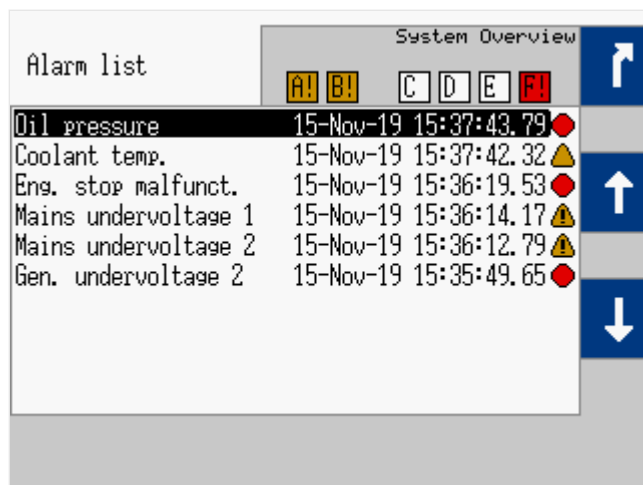 System Overview
Alarm list
A! B! C D E F!
Oil pressure 15-Nov-19 15:37:43.79
Coolant temp. 15-Nov-19 15:37:42.32
Eng. stop malfunct. 15-Nov-19 15:36:19.53
Mains undervoltage 1 15-Nov-19 15:36:14.17
Mains undervoltage 2 15-Nov-19 15:36:12.79
Gen. undervoltage 2 15-Nov-19 15:35:49.65